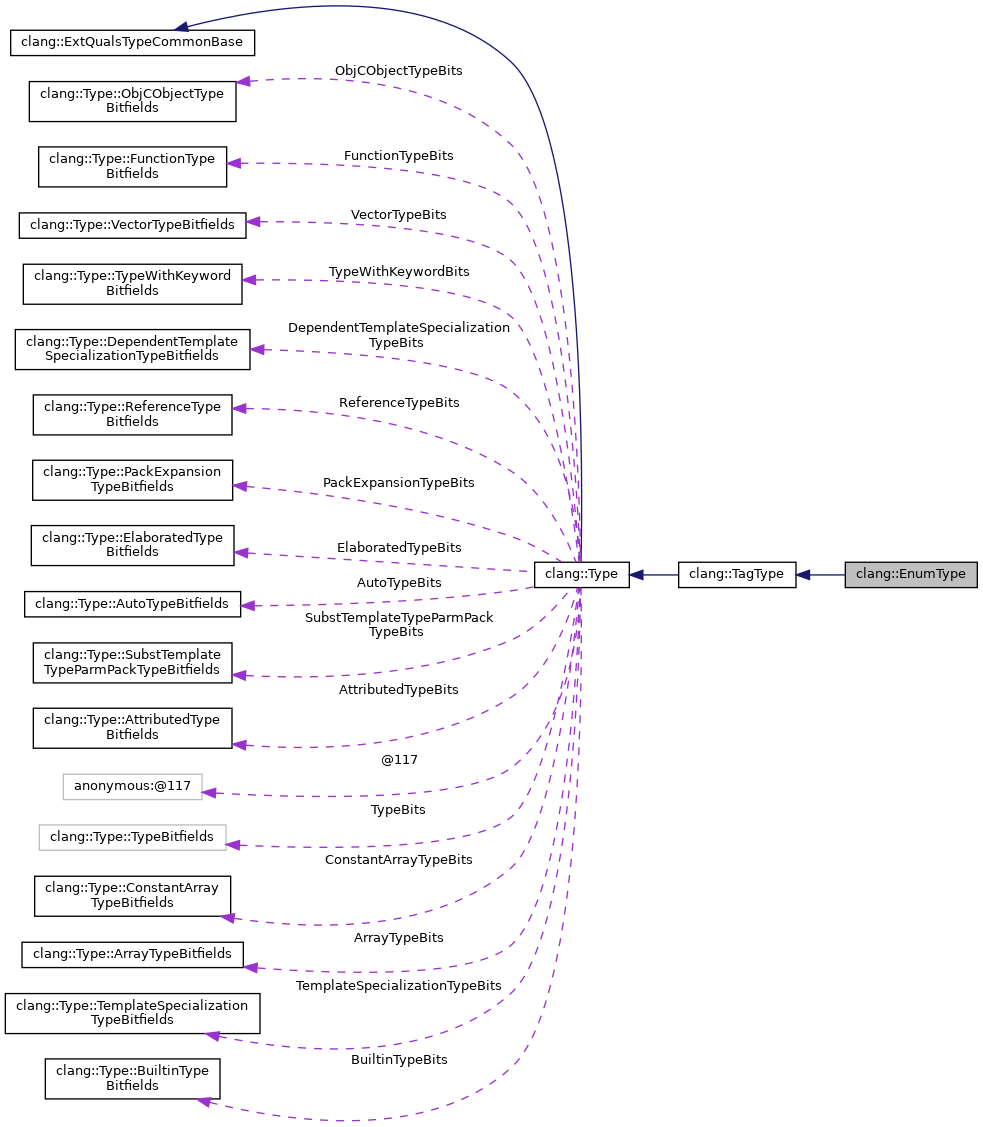 clang::ExtQualsTypeCommonBase
ObjCObjectTypeBits
clang::Type::ObjCObjectType
Bitfields
FunctionTypeBits
clang::Type::FunctionType
Bitfields
VectorTypeBits
clang::Type::VectorTypeBitfields
TypeWithKeywordBits
clang::Type::TypeWithKeyword
Bitfields
DependentTemplateSpecialization
TypeBits
clang::Type::DependentTemplate
SpecializationTypeBitfields
ReferenceTypeBits
clang::Type::ReferenceType
Bitfields
PackExpansionTypeBits
clang::Type::PackExpansion
TypeBitfields
ElaboratedTypeBits
clang::Type::ElaboratedType
Bitfields
clang::Type
clang::TagType
clang::EnumType
AutoTypeBits
clang::Type::AutoTypeBitfields
SubstTemplateTypeParmPack
TypeBits
clang::Type::SubstTemplate
TypeParmPackTypeBitfields
AttributedTypeBits
clang::Type::AttributedType
Bitfields
@117
anonymous:@117
TypeBits
clang::Type::TypeBitfields
ConstantArrayTypeBits
clang::Type::ConstantArray
TypeBitfields
ArrayTypeBits
clang::Type::ArrayTypeBitfields
TemplateSpecializationTypeBits
clang::Type::TemplateSpecialization
TypeBitfields
BuiltinTypeBits
clang::Type::BuiltinType
Bitfields